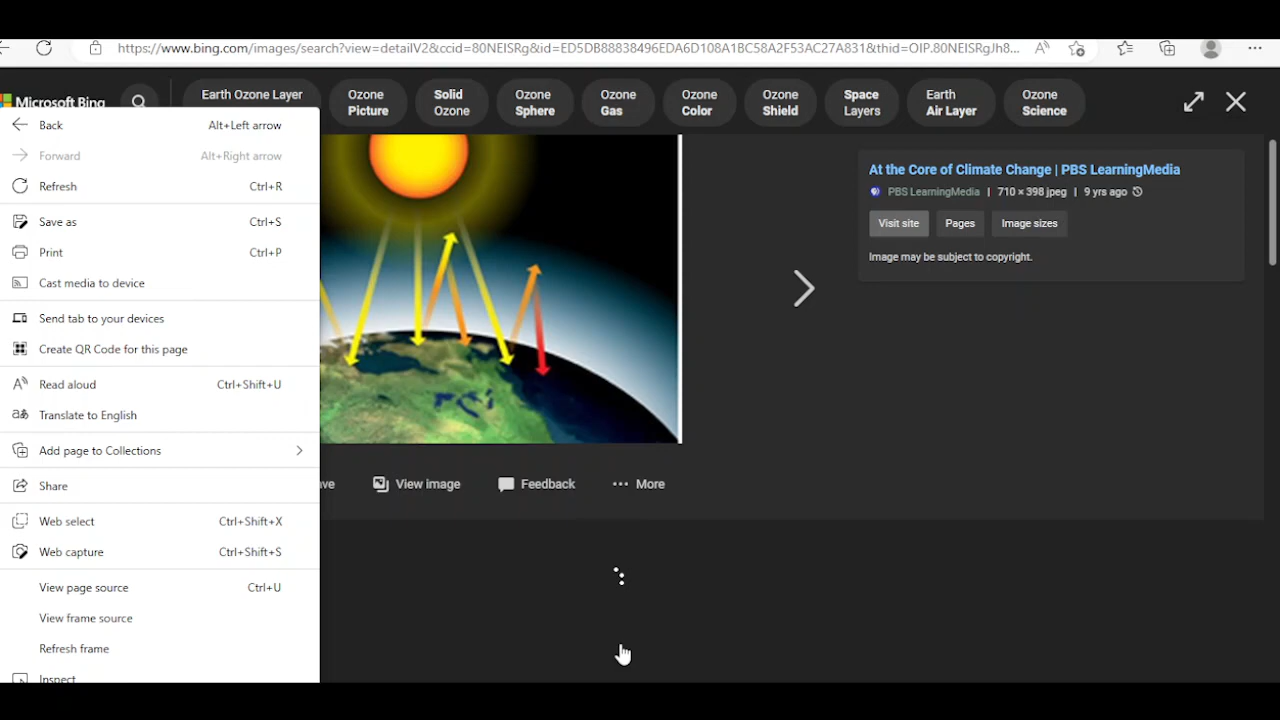 https://www.bing.com/images/search?view=detailV2&ccid=80NEISRg&id=ED5DB88838496EDA6D108A1BC58A2F53AC27A831&thid=OIP.80NEISRgJh8...
Microsoft Bing
Earth Ozone Layer
Ozone Picture
Solid Ozone
Ozone Sphere
Ozone Gas
Ozone Color
Ozone Shield
Space Layers
Earth Air Layer
Ozone Science
Back Alt+Left arrow
Forward Alt+Right arrow
Refresh Ctrl+R
Save as Ctrl+S
Print Ctrl+P
Cast media to device
Send tab to your devices
Create QR Code for this page
Read aloud Ctrl+Shift+U
Translate to English
Add page to Collections
Share
Web select Ctrl+Shift+X
Web capture Ctrl+Shift+S
View page source Ctrl+U
View frame source
Refresh frame
Inspect
At the Core of Climate Change | PBS LearningMedia
PBS LearningMedia | 710 × 398 jpeg | 9 yrs ago
Visit site Pages Image sizes
Image may be subject to copyright.
View image Feedback ... More